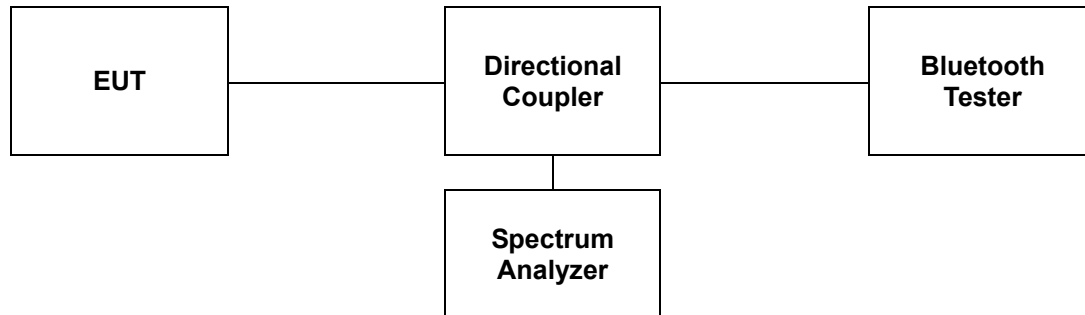 EUT
Directional
Coupler
Bluetooth
Tester
Spectrum
Analyzer